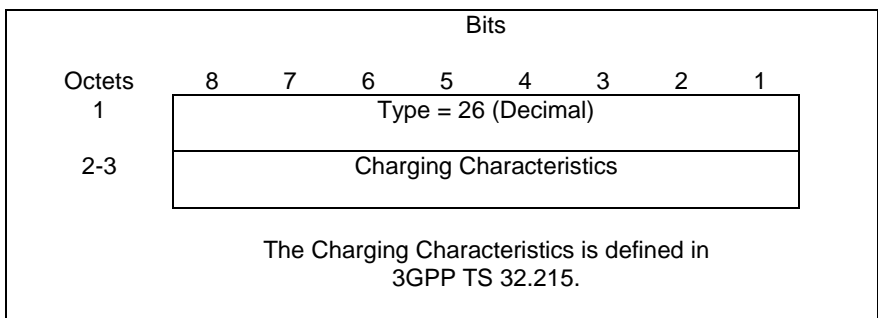 Bits
Octets 8 7 6 5 4 3 2 1
1 Type = 26 (Decimal)
2-3 Charging Characteristics
The Charging Characteristics is defined in
3GPP TS 32.215.